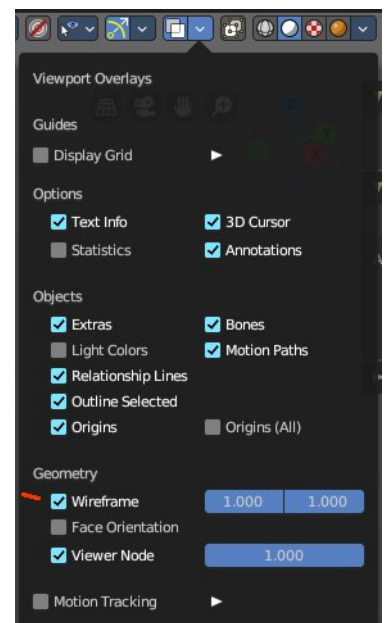 Viewport Overlays
Guides
Display Grid
Options
Text Info 3D Cursor
Statistics Annotations
Objects
Extras Bones
Light Colors Motion Paths
Relationship Lines
Outline Selected
Origins Origins (All)
Geometry
Wireframe 1.000 1.000
Face Orientation
Viewer Node 1.000
Motion Tracking